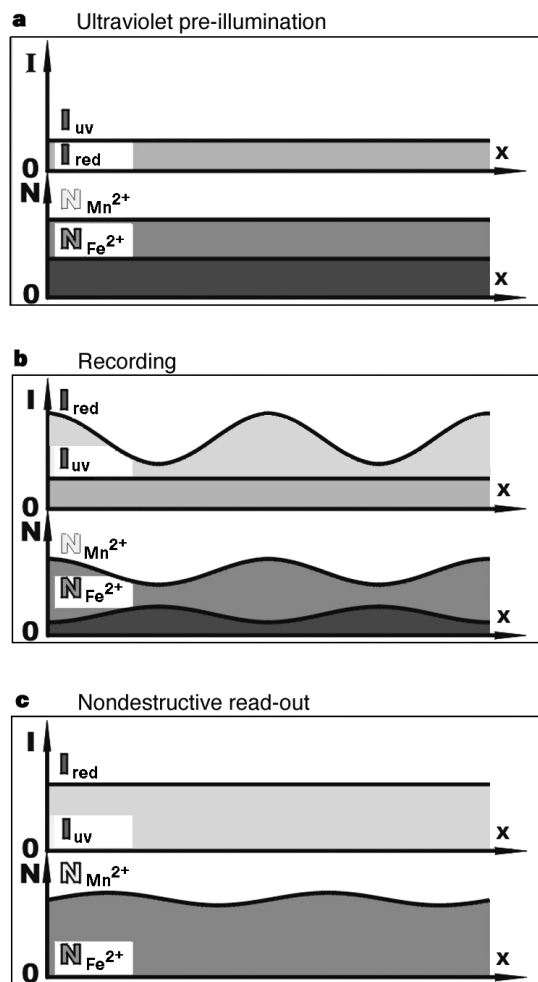 a Ultraviolet pre-illumination
I
I uv
I red
x
0
N
N Mn²⁺
N Fe²⁺
x
0
b Recording
I
I red
I uv
x
0
N
N Mn²⁺
N Fe²⁺
x
0
c Nondestructive read-out
I
I red
I uv
x
0
N
N Mn²⁺
N Fe²⁺
x
0